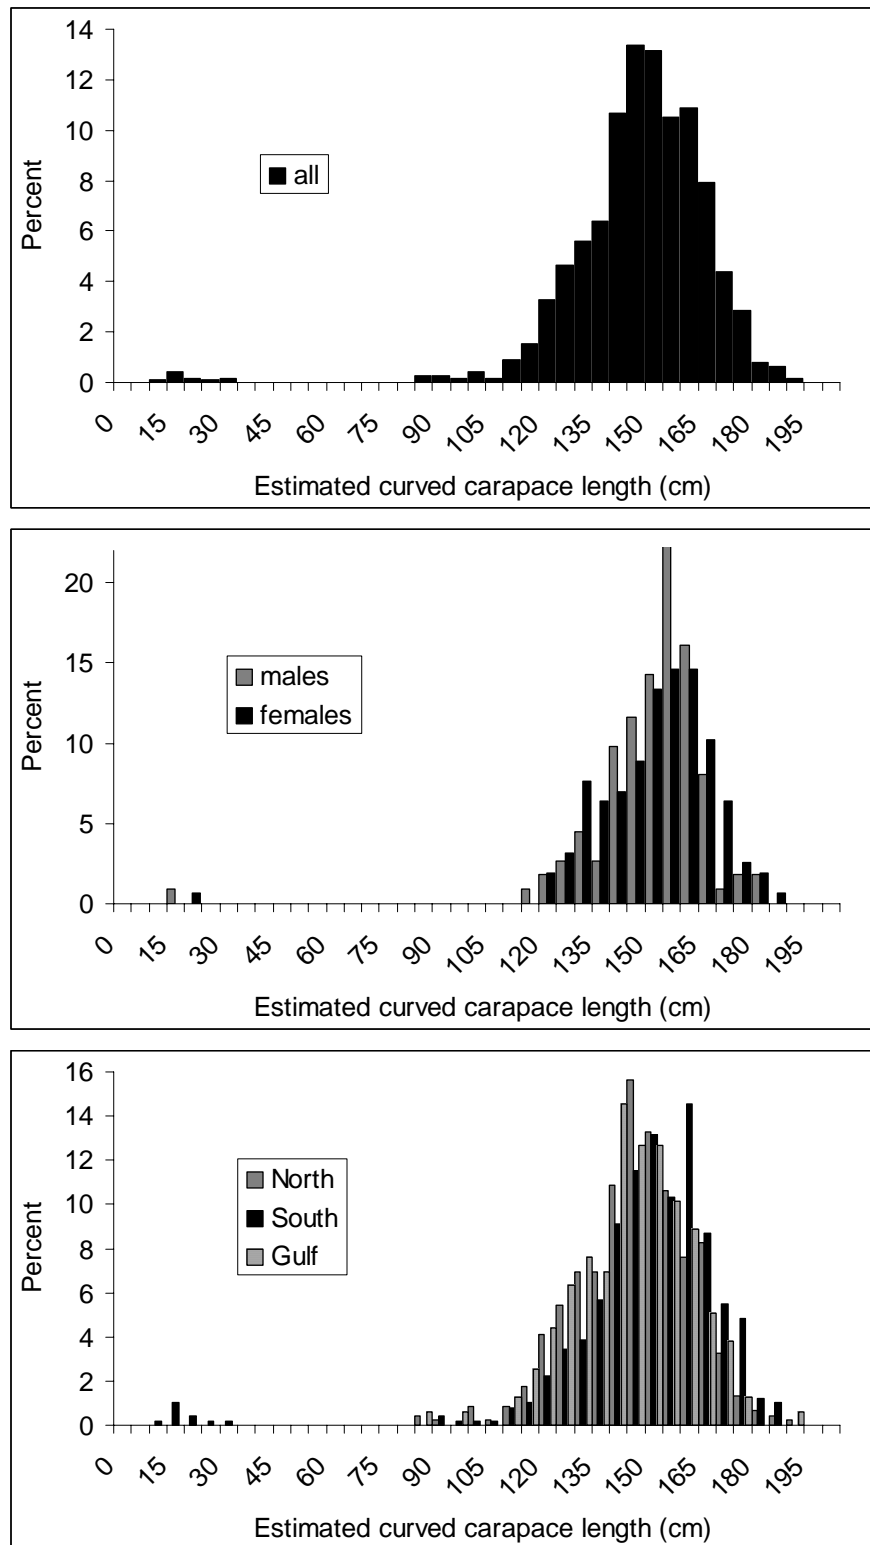 14
12
10
8
6
4
2
0
Percent
all
0 15 30 45 60 75 90 105 120 135 150 165 180 195
Estimated curved carapace length (cm)
20
15
10
5
0
Percent
males
females
0 15 30 45 60 75 90 105 120 135 150 165 180 195
Estimated curved carapace length (cm)
16
14
12
10
8
6
4
2
0
Percent
North
South
Gulf
0 15 30 45 60 75 90 105 120 135 150 165 180 195
Estimated curved carapace length (cm)